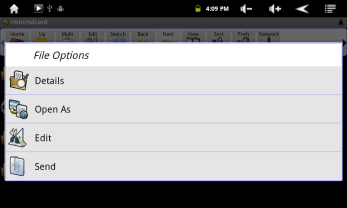 4:09 PM
/mnt/sdcard
Home Up Multi Edit Search Back Next View Sort Prefs Network
File Options
Details
Open As
Edit
Send